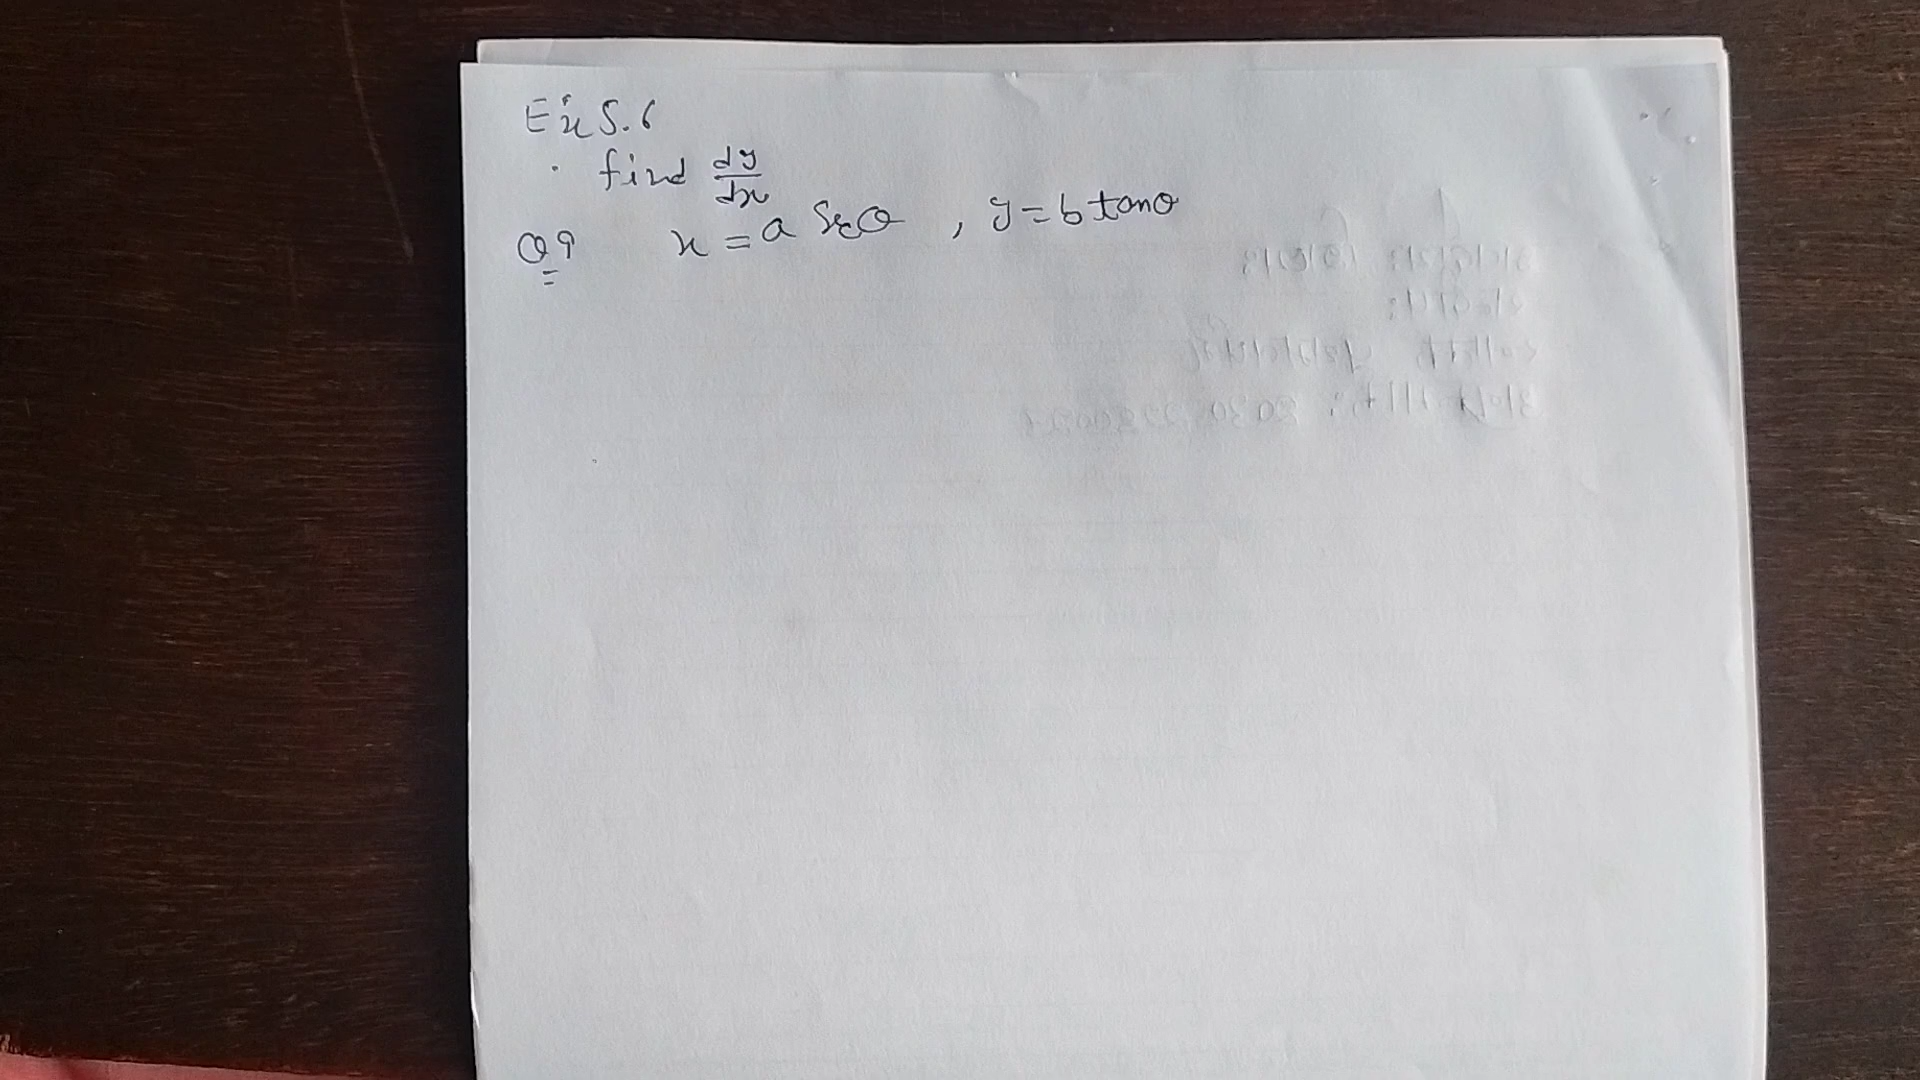 Ex 5.6
. find dy/dx
Q9 x = a Secθ , y = b tanθ